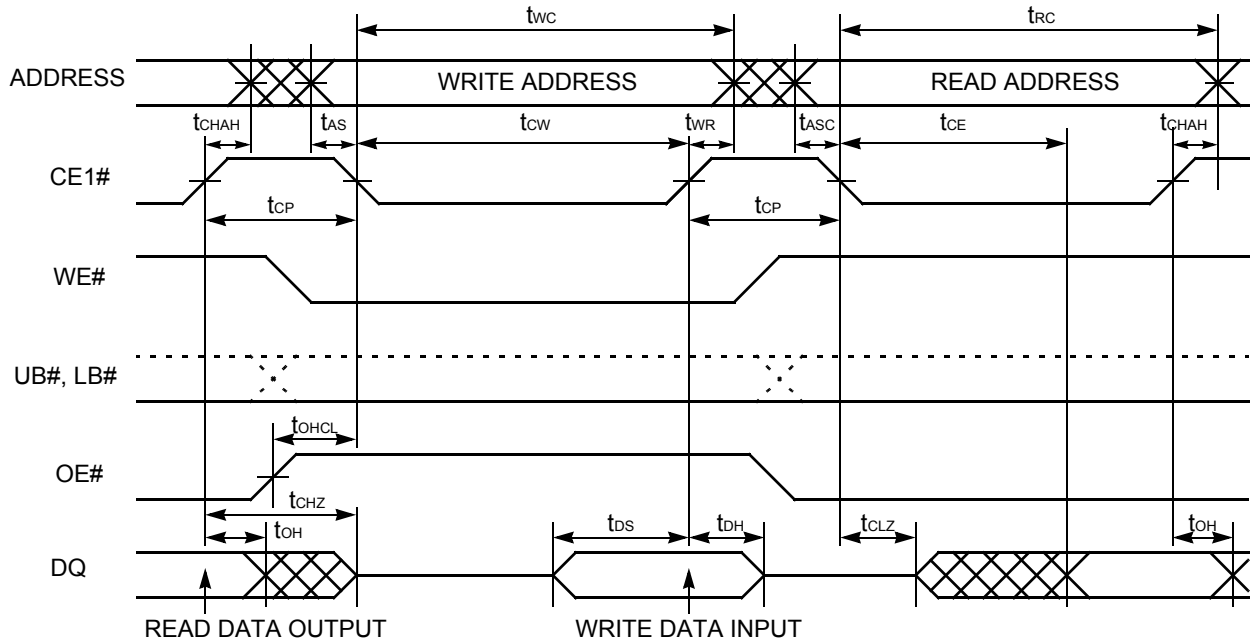 tWC tRC
ADDRESS WRITE ADDRESS READ ADDRESS
tCHAH tAS tCW tWR tASC tCE tCHAH
CE1#
tCP tCP
WE#
UB#, LB#
tOHCL
OE#
tCHZ
tOH tDS tDH tCLZ tOH
DQ
READ DATA OUTPUT WRITE DATA INPUT